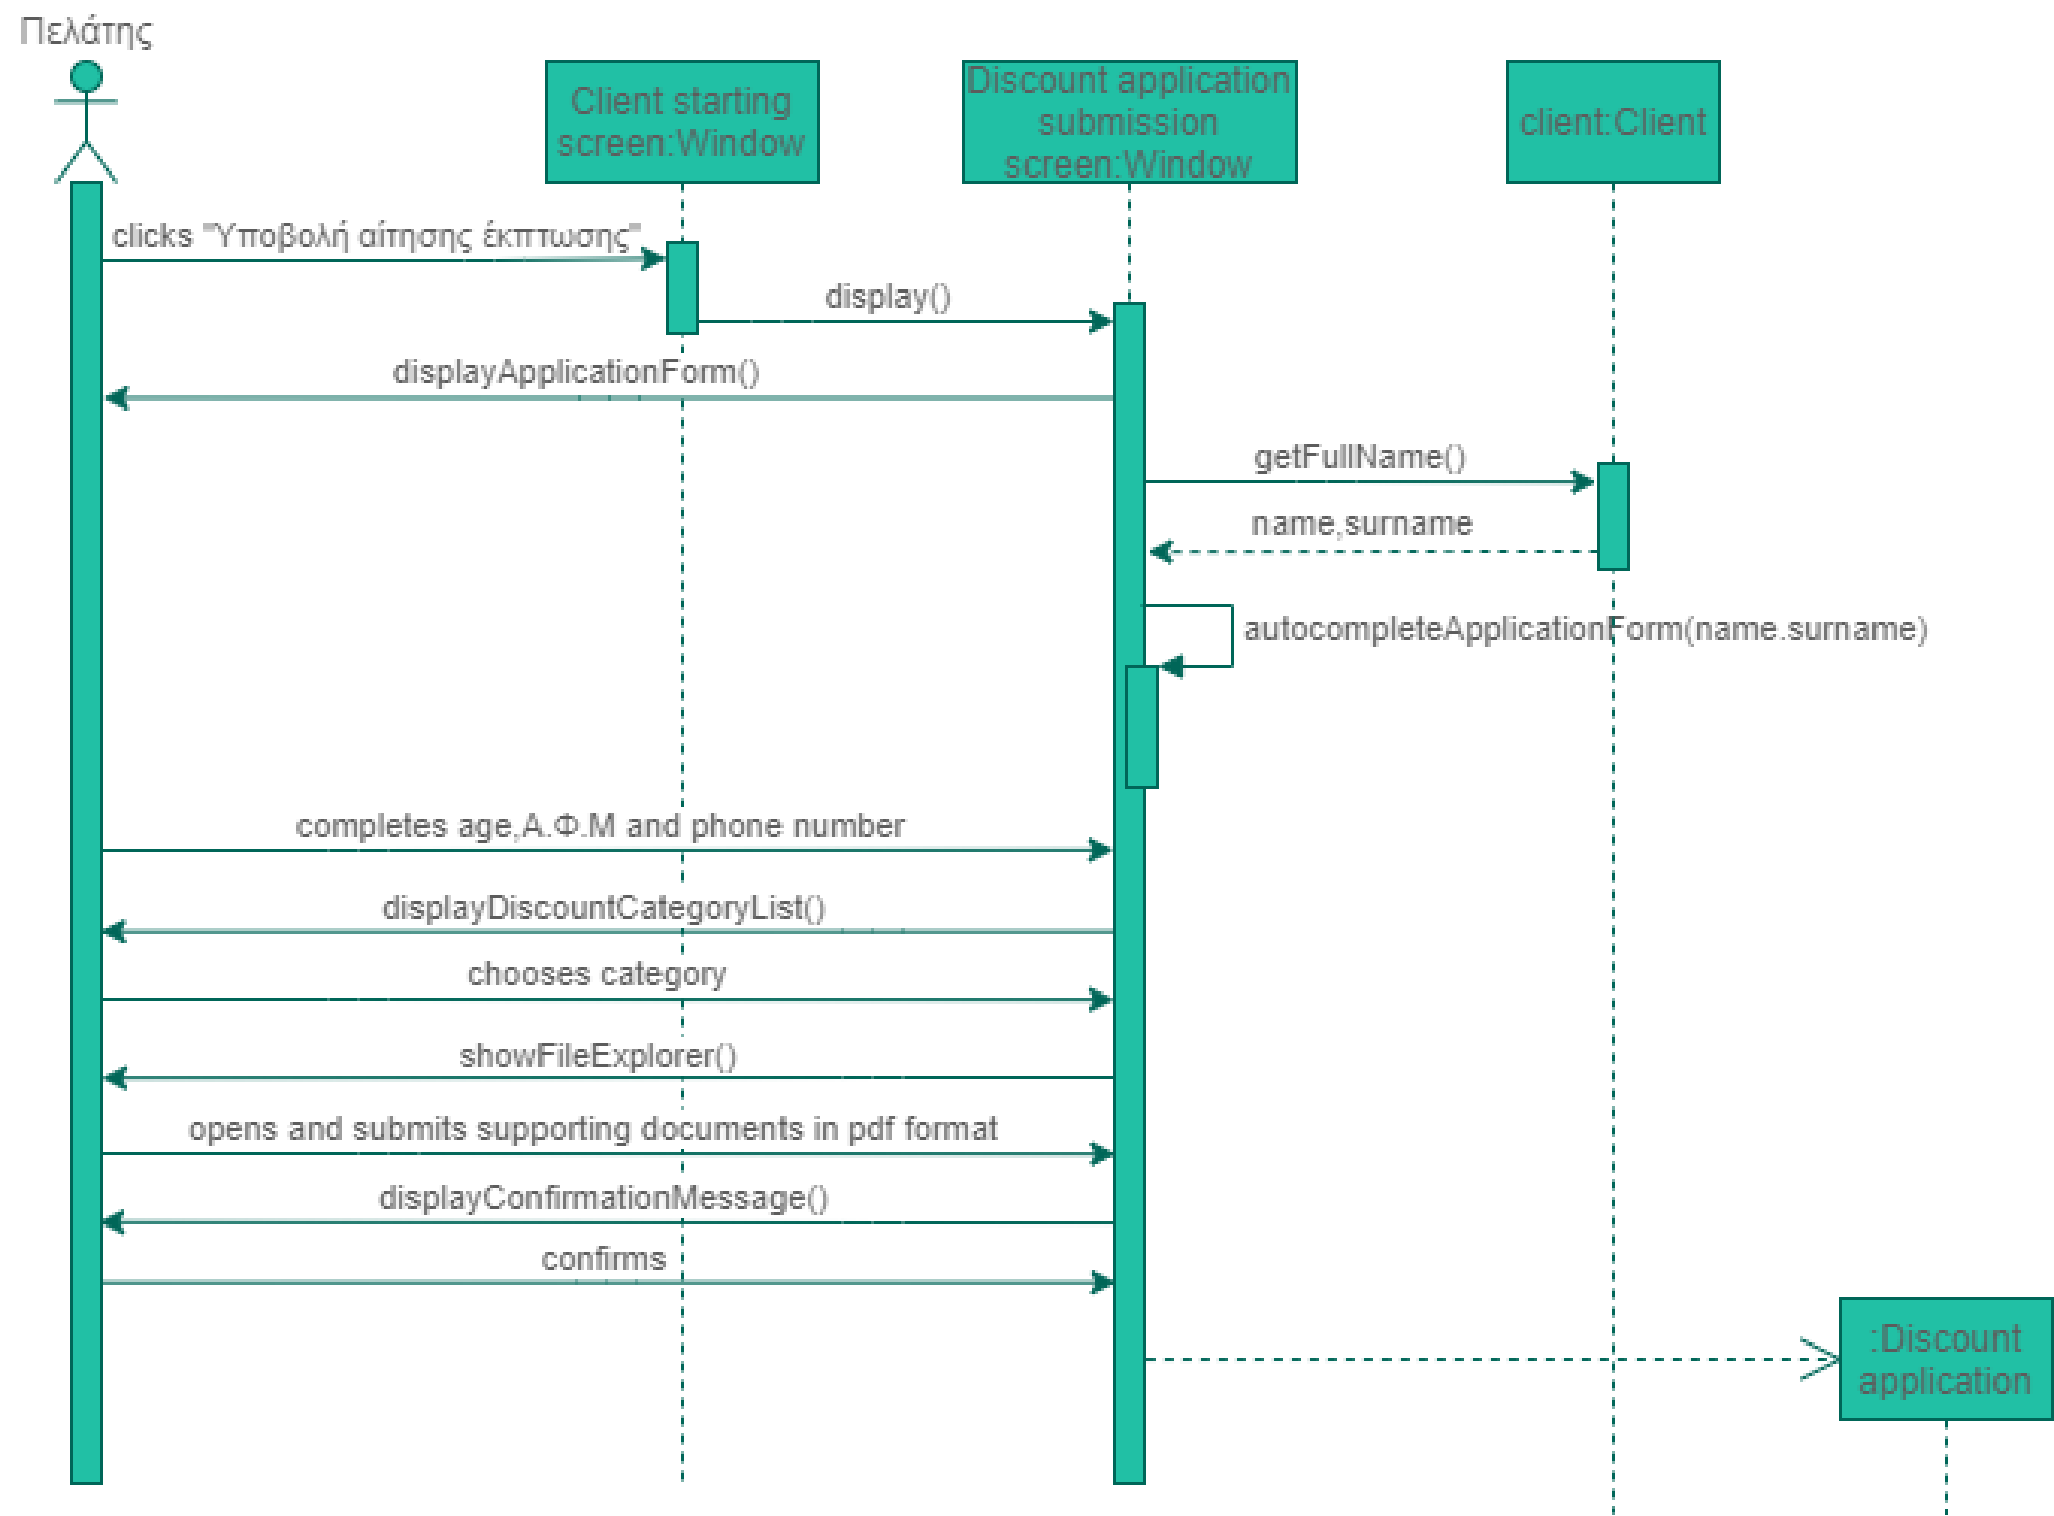 Πελάτης
Client starting
screen:Window
Discount application
submission
screen:Window
client:Client
clicks "Υποβολή αίτησης έκπτωσης"
display()
displayApplicationForm()
getFullName()
name,surname
autocompleteApplicationForm(name.surname)
completes age,Α.Φ.Μ and phone number
displayDiscountCategoryList()
chooses category
showFileExplorer()
opens and submits supporting documents in pdf format
displayConfirmationMessage()
confirms
:Discount
application